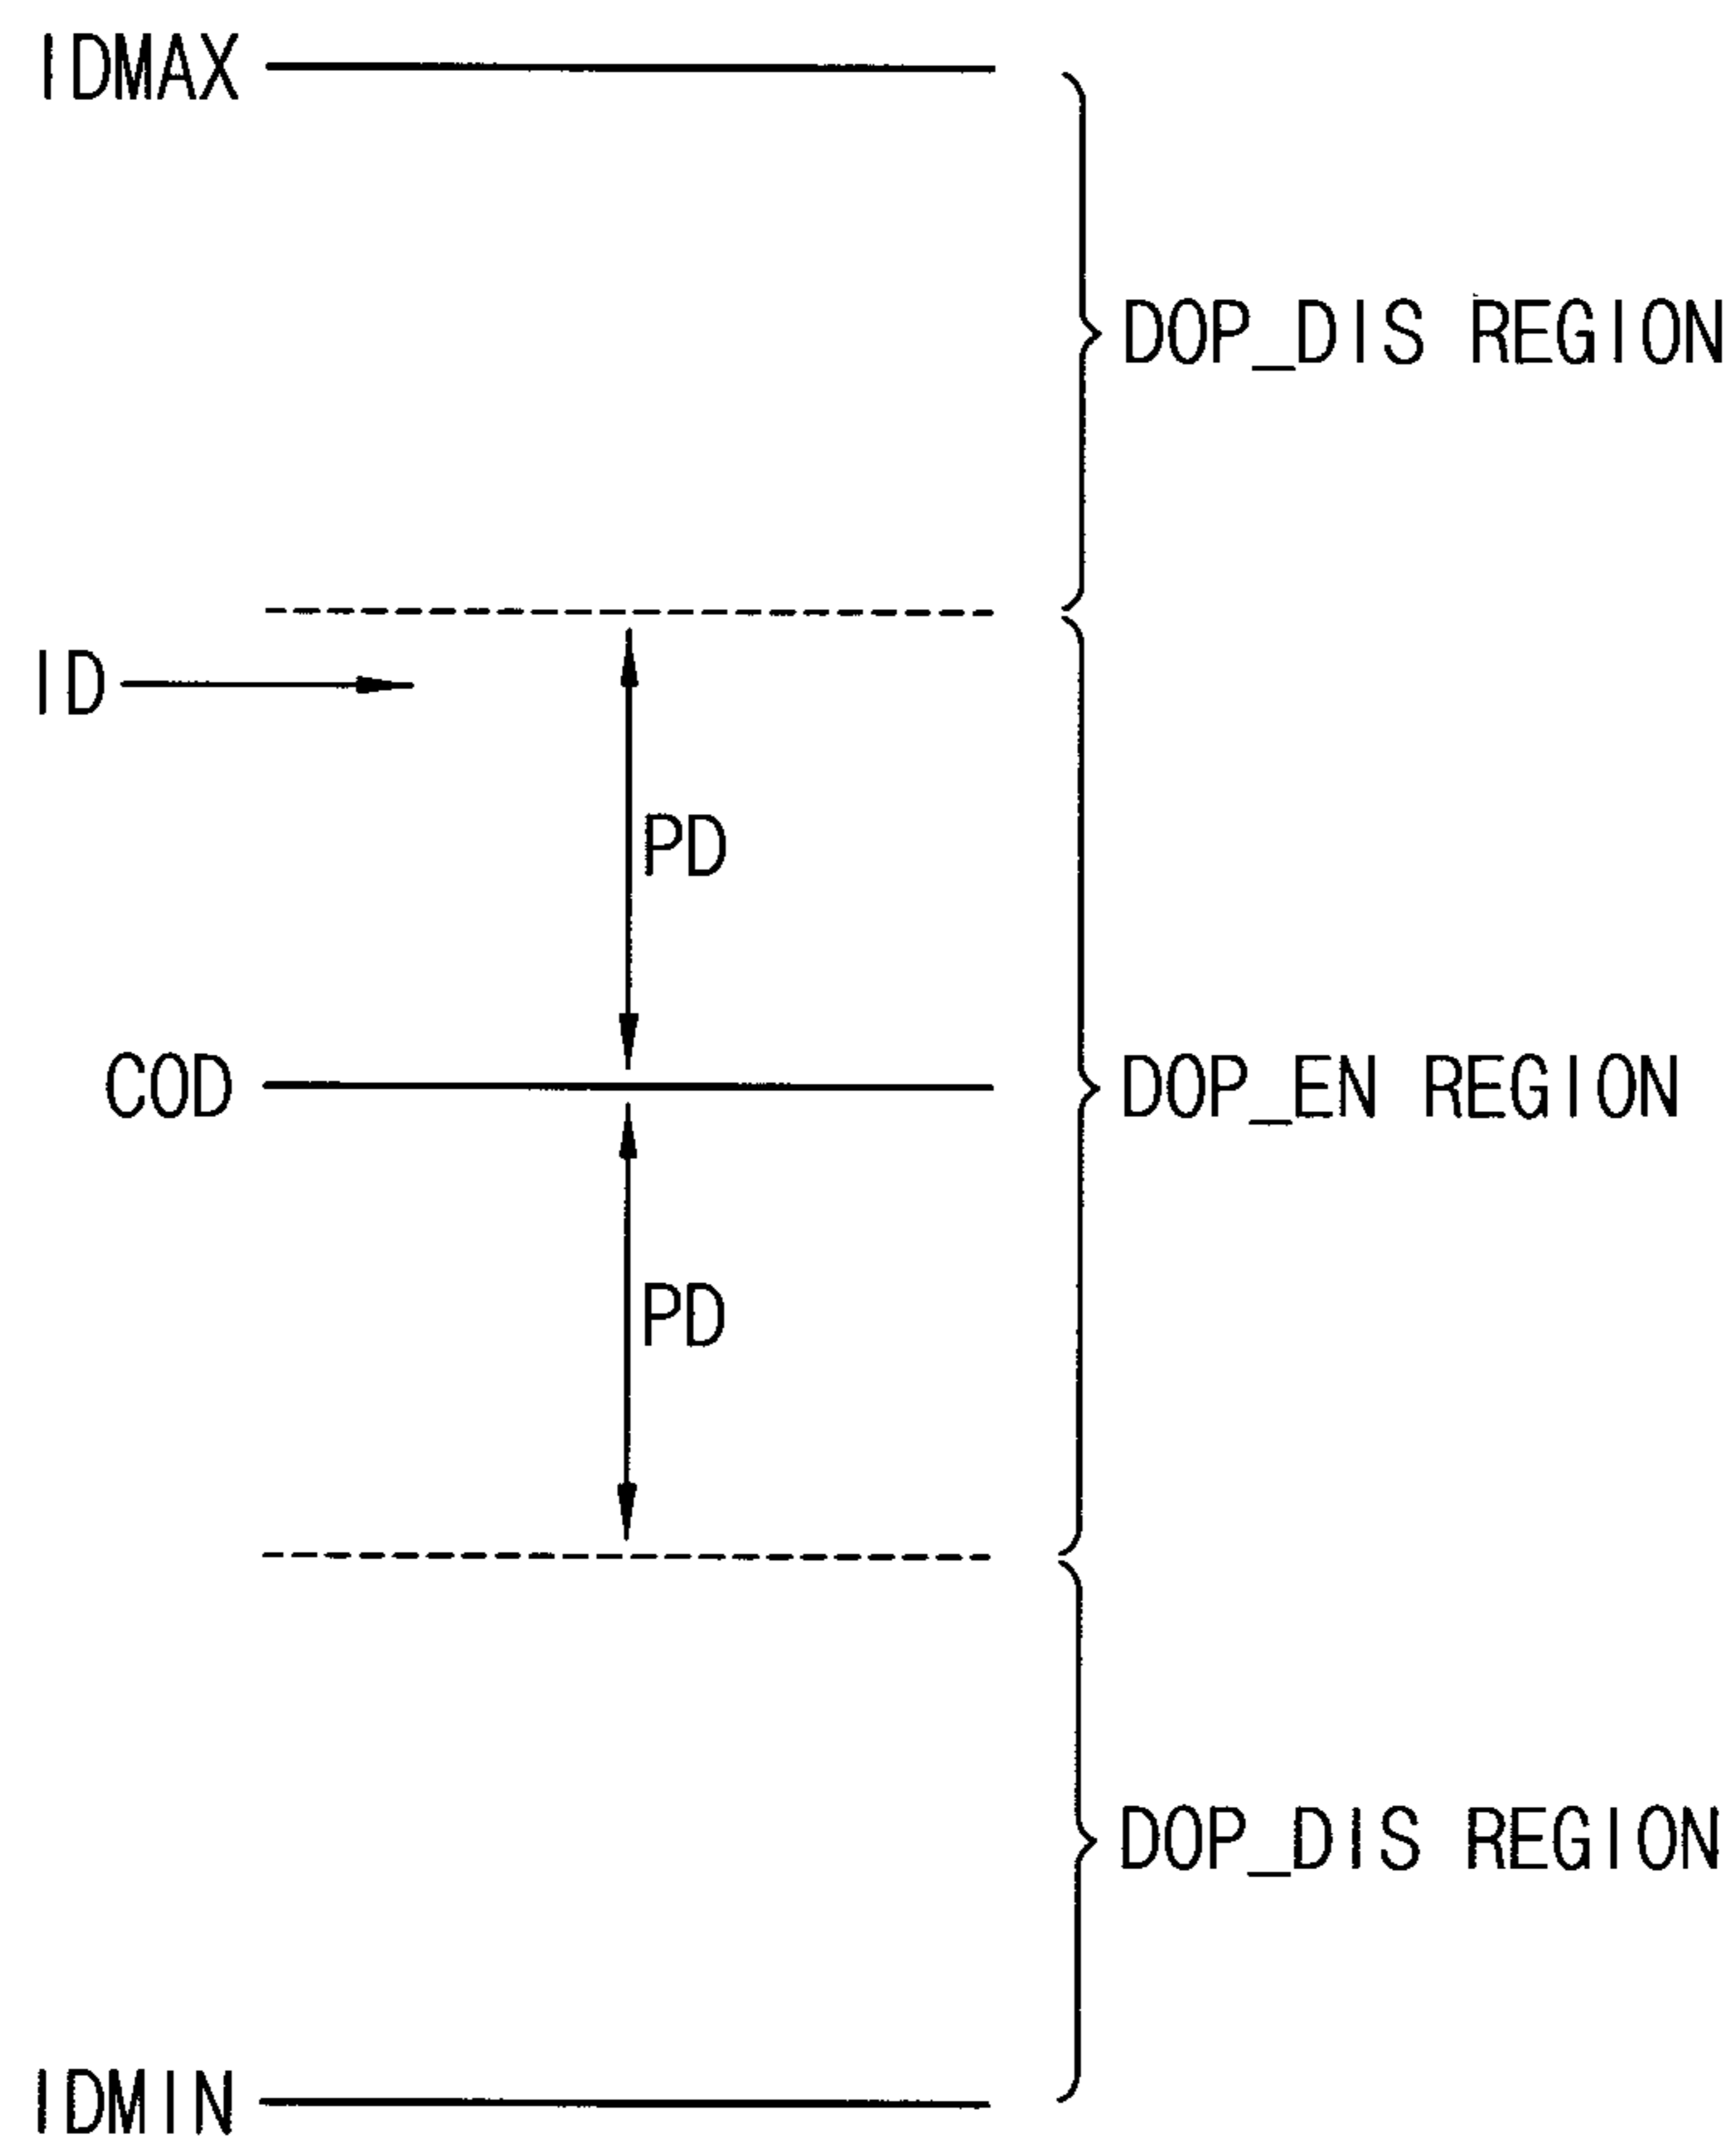 IDMAX
DOP_DIS REGION
ID
PD
COD
DOP_EN REGION
PD
DOP_DIS REGION
IDMIN